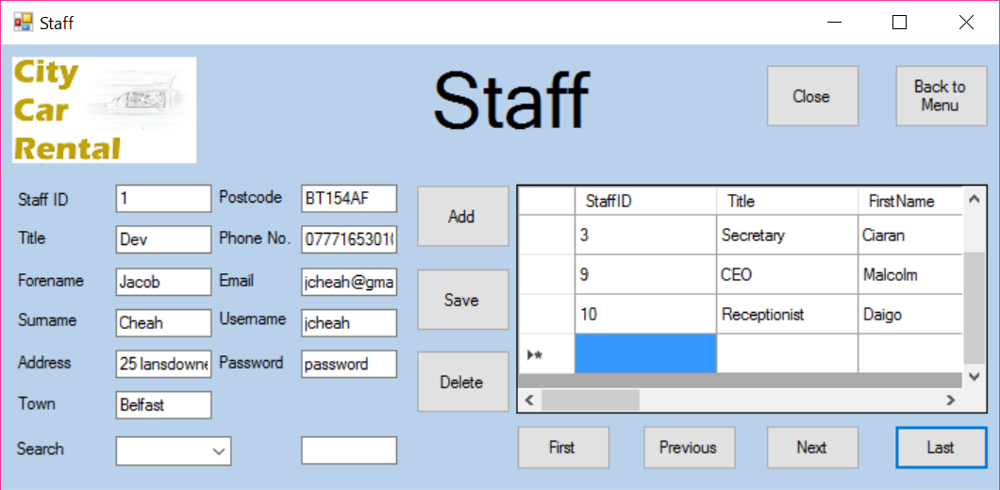 Staff
City
Car
Rental
Staff
Close
Back to
Menu
Staff ID
1
Postcode
BT154AF
Title
Dev
Phone No.
0777165301
Forename
Jacob
Email
jcheah@gma
Surname
Cheah
Username
jcheah
Address
25 lansdowne
Password
password
Town
Belfast
Search
Add
Save
Delete
StaffID Title FirstName
3 Secretary Ciaran
9 CEO Malcolm
10 Receptionist Daigo
First
Previous
Next
Last